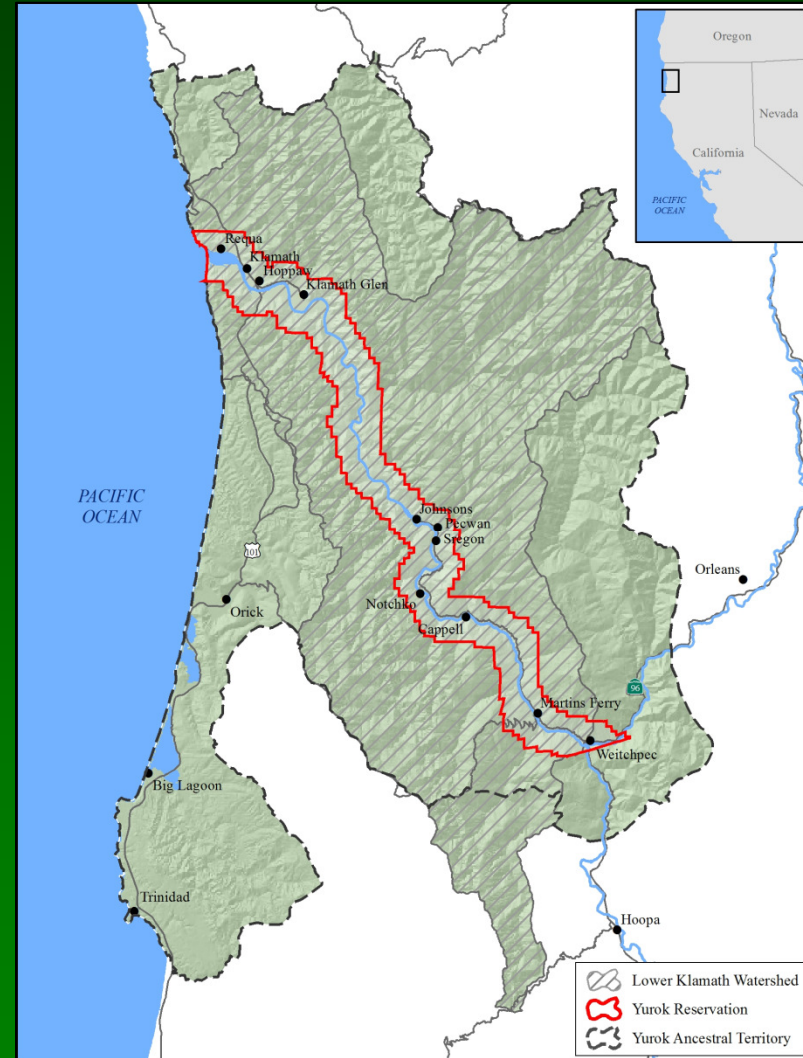 Oregon
Nevada
California
PACIFIC
OCEAN
Requa
Klamath
Hoppaw
Klamath Glen
PACIFIC
OCEAN
Johnsons
Pecwan
Sregon
101
Orleans
Notchko
Orick
Cappell
96
Martins Ferry
Weitchpec
Big Lagoon
Trinidad
Hoopa
Lower Klamath Watershed
Yurok Reservation
Yurok Ancestral Territory